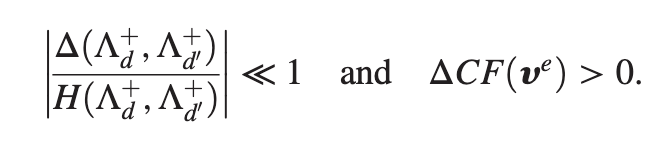 |Δ(Λ_d^+, Λ_{d′}^+) / H(Λ_d^+, Λ_{d′}^+)| ≪ 1 and ΔCF(𝝊^e) > 0.